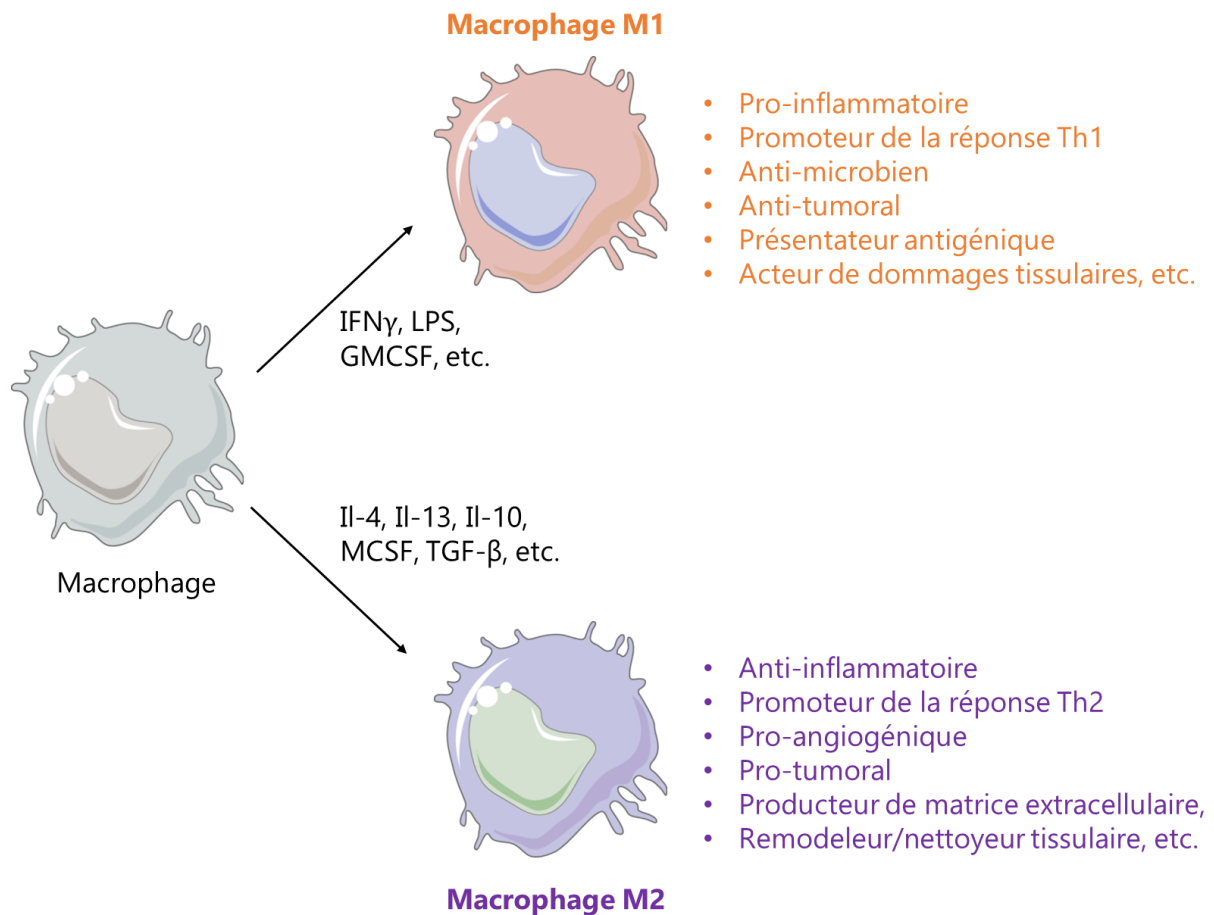 Macrophage M1
• Pro-inflammatoire
• Promoteur de la réponse Th1
• Anti-microbien
• Anti-tumoral
• Présentateur antigénique
• Acteur de dommages tissulaires, etc.
IFNγ, LPS,
GMCSF, etc.
Macrophage
Il-4, Il-13, Il-10,
MCSF, TGF-β, etc.
• Anti-inflammatoire
• Promoteur de la réponse Th2
• Pro-angiogénique
• Pro-tumoral
• Producteur de matrice extracellulaire,
• Remodeleur/nettoyeur tissulaire, etc.
Macrophage M2